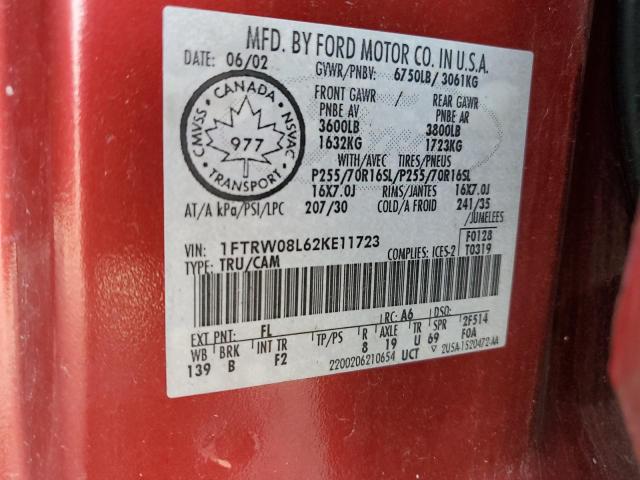 MFD. BY FORD MOTOR CO. IN U.S.A.
DATE: 06/02 GVWR/PNBV: 6750LB/ 3061KG
FRONT GAWR / REAR GAWR
PNBE AV PNBE AR
3600LB 3800LB
1632KG 1723KG
WITH/AVEC TIRES/PNEUS
P255/70R16SL/P255/70R16SL
16X7.0J RIMS/JANTES 16X7.0J
AT/A kPa/PSI/LPC 207/30 COLD/A FROID 241/35
/JUMELEES
CANADA
CMVSS NSVAC
977
TRANSPORT
VIN: 1FTRW08L62KE11723 F0128
TYPE: TRU/CAM COMPLIES: ICES-2 T0319
RC: A6 DSO:
EXT PNT: FL 2F514
WB BRK INT TR TP/PS R AXLE TR SPR F0A
139 B F2 8 19 U 69
2200206210654 UCT ▽ 2U5A-1520472-AA